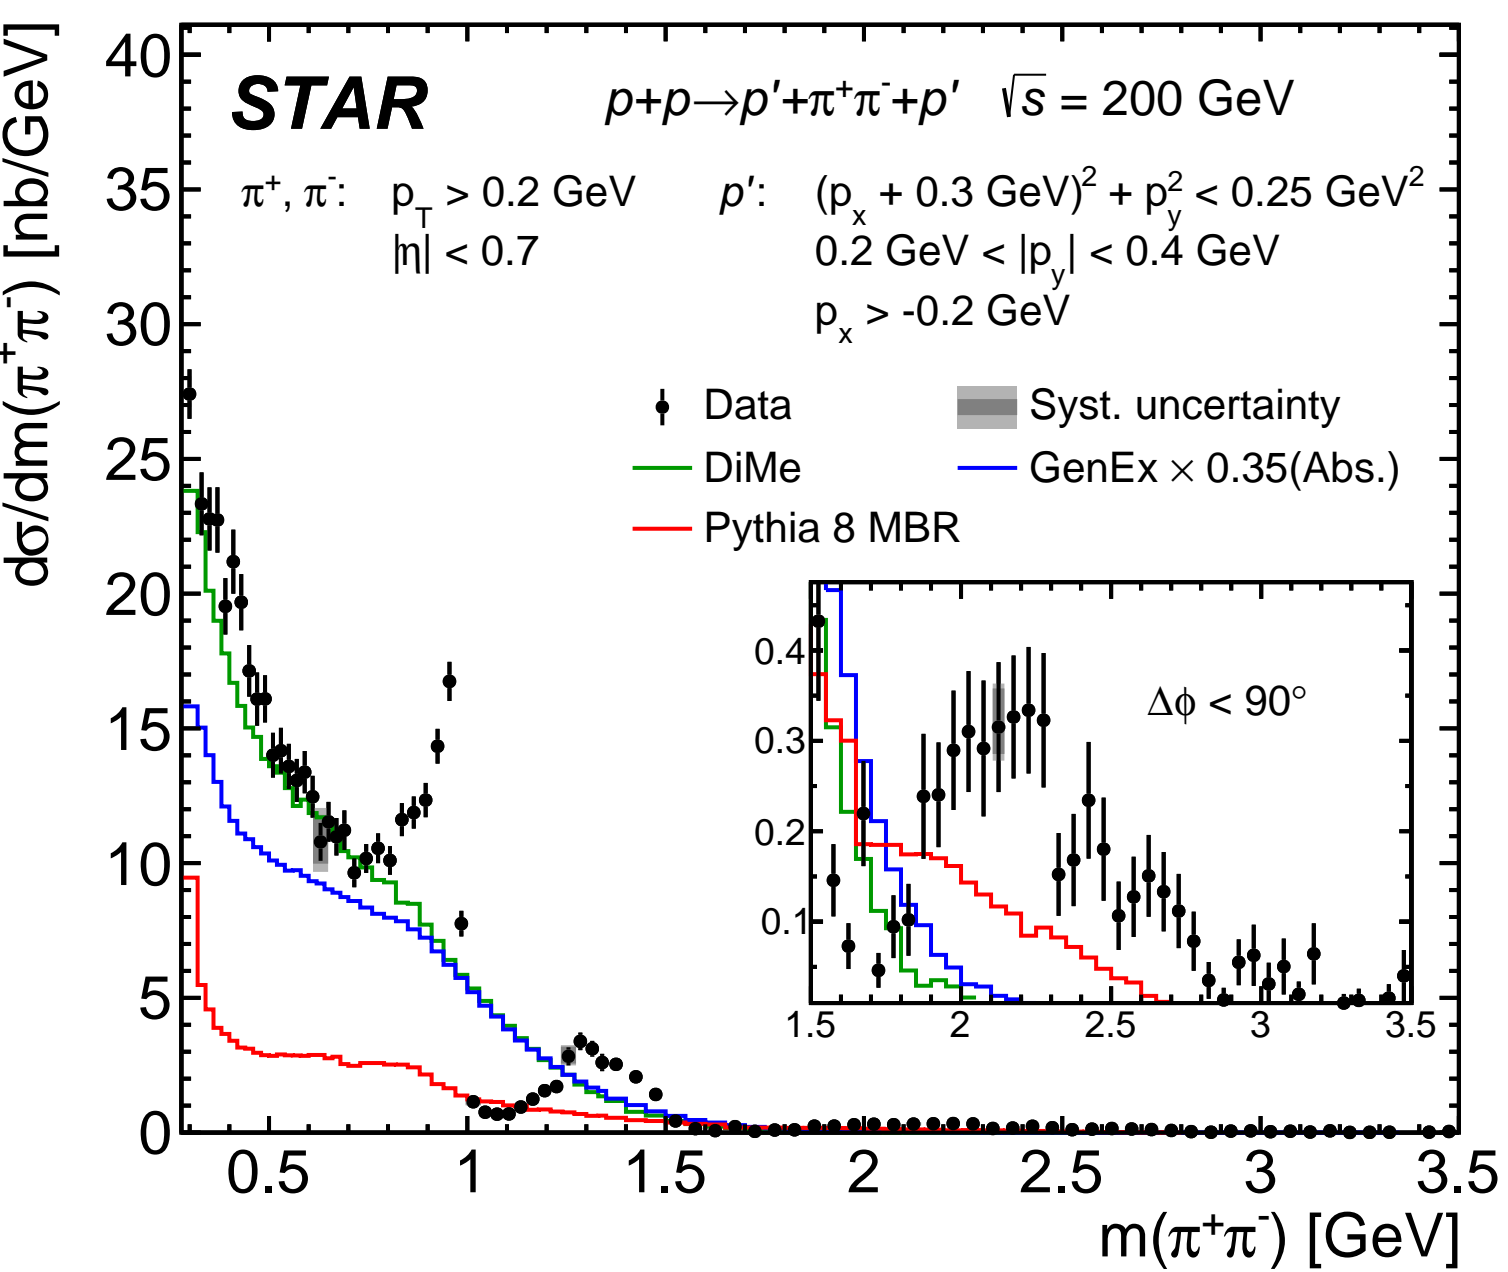 dσ/dm(π⁺π⁻) [nb/GeV]
40
35
30
25
20
15
10
5
0
STAR
p+p→p′+π⁺π⁻+p′ √s = 200 GeV
π⁺, π⁻: p_T > 0.2 GeV p′: (p_x + 0.3 GeV)² + p_y² < 0.25 GeV²
|η| < 0.7 0.2 GeV < |p_y| < 0.4 GeV
p_x > -0.2 GeV
Data Syst. uncertainty
DiMe GenEx × 0.35(Abs.)
Pythia 8 MBR
Δϕ < 90°
0.4
0.3
0.2
0.1
1.5 2 2.5 3 3.5
0.5 1 1.5 2 2.5 3 3.5
m(π⁺π⁻) [GeV]